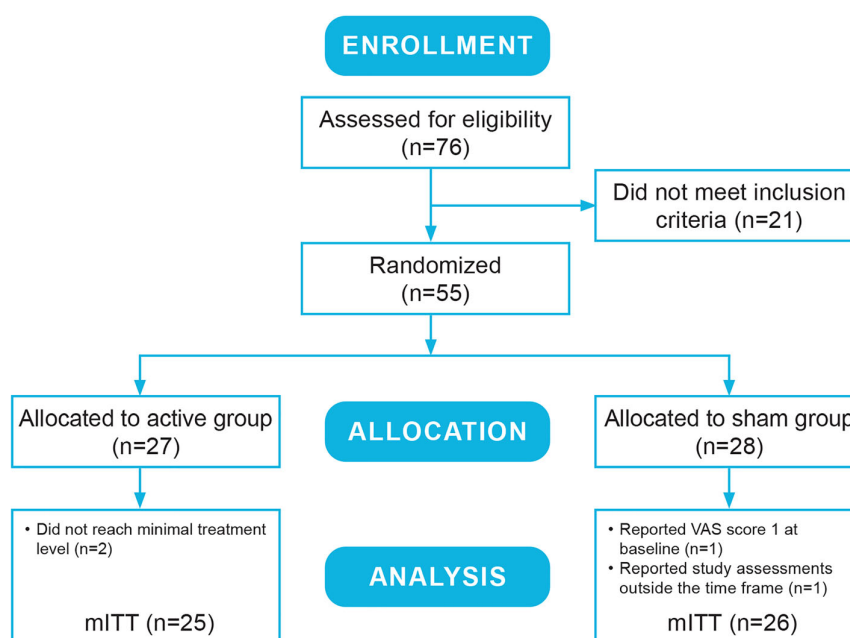 ENROLLMENT
Assessed for eligibility
(n=76)
Did not meet inclusion
criteria (n=21)
Randomized
(n=55)
Allocated to active group
(n=27)
ALLOCATION
Allocated to sham group
(n=28)
• Did not reach minimal treatment
level (n=2)
mITT (n=25)
ANALYSIS
• Reported VAS score 1 at
baseline (n=1)
• Reported study assessments
outside the time frame (n=1)
mITT (n=26)